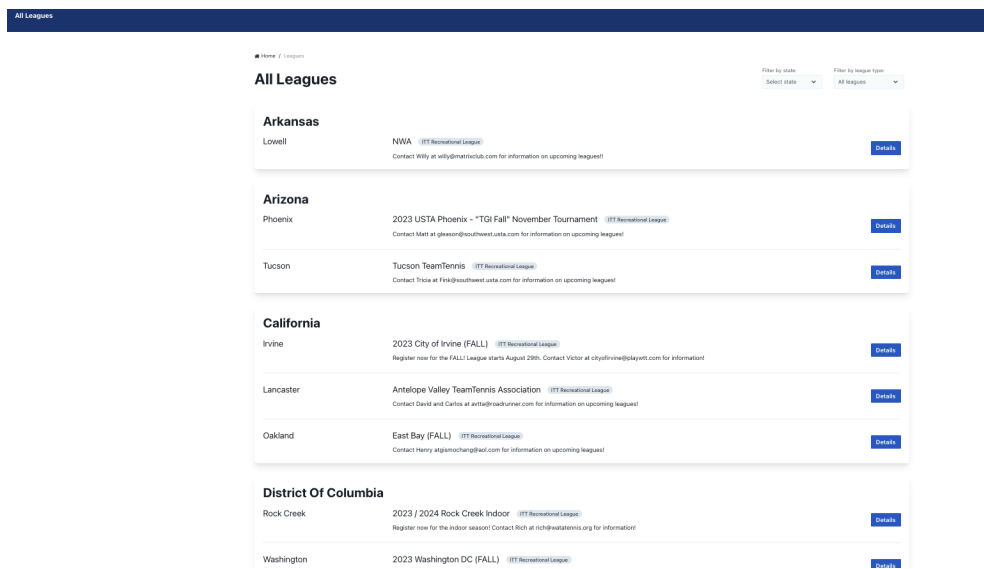 All Leagues
Home / Leagues
All Leagues
Filter by state:
Select state
Filter by league type:
All leagues
Arkansas
Lowell
NWA ITT Recreational League
Contact Willy at willy@matrixclub.com for information on upcoming leagues!!
Details
Arizona
Phoenix
2023 USTA Phoenix - "TGI Fall" November Tournament ITT Recreational League
Contact Matt at gleason@southwest.usta.com for information on upcoming leagues!
Details
Tucson
Tucson TeamTennis ITT Recreational League
Contact Tricia at Fink@southwest.usta.com for information on upcoming leagues!
Details
California
Irvine
2023 City of Irvine (FALL) ITT Recreational League
Register now for the FALL! League starts August 29th. Contact Victor at cityofirvine@playwtt.com for information!
Details
Lancaster
Antelope Valley TeamTennis Association ITT Recreational League
Contact David and Carlos at avtta@roadrunner.com for information on upcoming leagues!
Details
Oakland
East Bay (FALL) ITT Recreational League
Contact Henry atgismochang@aol.com for information on upcoming leagues!
Details
District Of Columbia
Rock Creek
2023 / 2024 Rock Creek Indoor ITT Recreational League
Register now for the indoor season! Contact Rich at rich@watatennis.org for information!
Details
Washington
2023 Washington DC (FALL) ITT Recreational League
Details